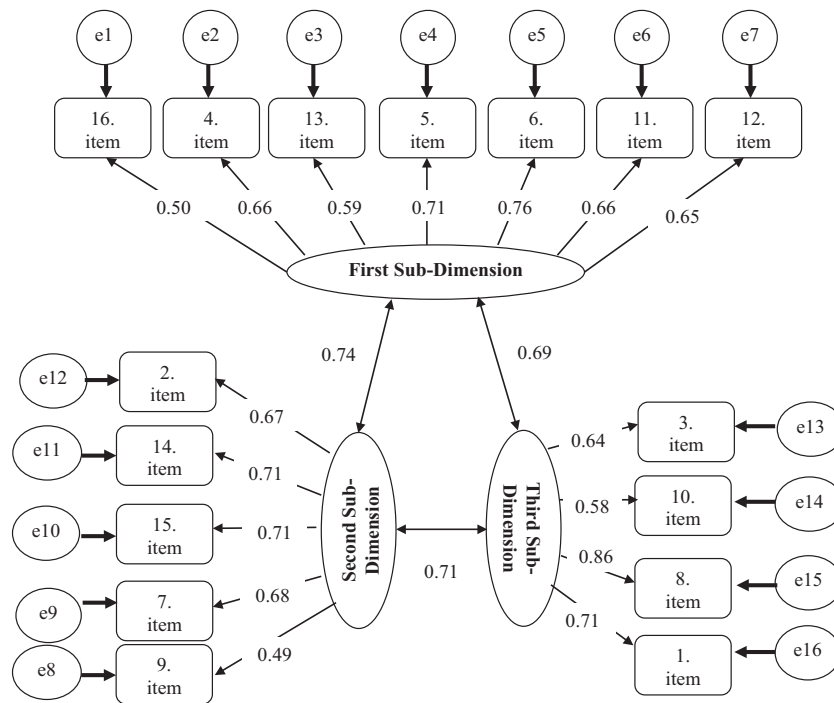 e1 e2 e3 e4 e5 e6 e7
16. 4. 13. 5. 6. 11. 12.
item item item item item item item
0.50 0.66 0.59 0.71 0.76 0.66 0.65
First Sub-Dimension
0.74 0.69
e12 2.
item
0.67
e11 14.
item
0.71
e10 15.
item
0.71
e9 7.
item
0.68
e8 9.
item
0.49
Second Sub-
Dimension
0.71
Third Sub-
Dimension
0.64 3.
item e13
0.58 10.
item e14
0.86 8.
item e15
0.71 1.
item e16